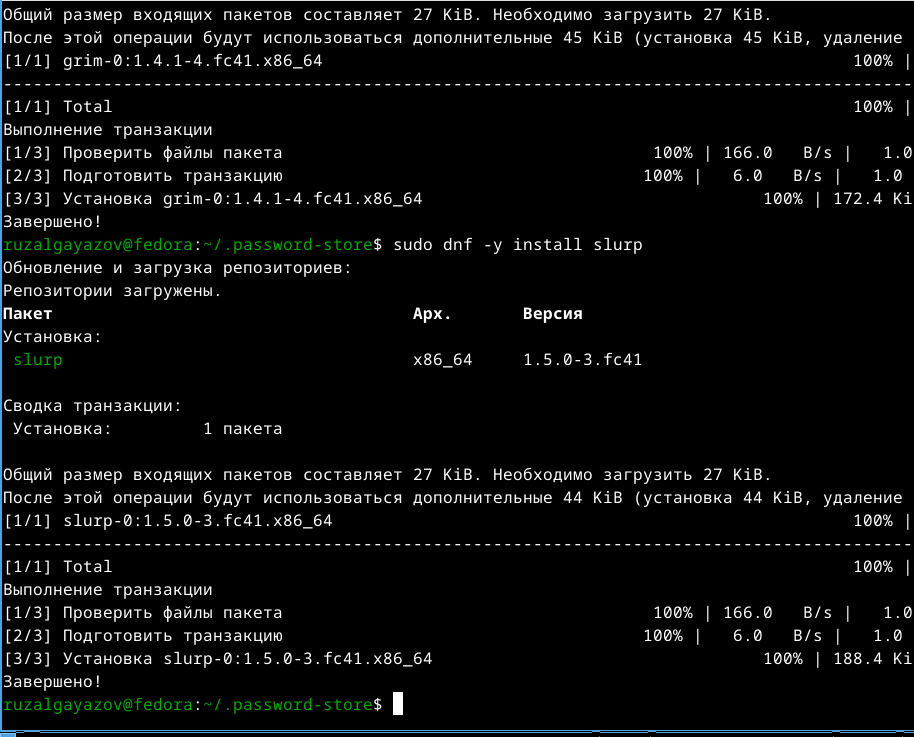 Общий размер входящих пакетов составляет 27 KiB. Необходимо загрузить 27 KiB.
После этой операции будут использоваться дополнительные 45 KiB (установка 45 KiB, удаление
[1/1] grim-0:1.4.1-4.fc41.x86_64 100% |
-------------------------------------------------------------------------------------------
[1/1] Total 100% |
Выполнение транзакции
[1/3] Проверить файлы пакета 100% | 166.0 B/s | 1.0
[2/3] Подготовить транзакцию 100% | 6.0 B/s | 1.0
[3/3] Установка grim-0:1.4.1-4.fc41.x86_64 100% | 172.4 Ki
Завершено!
ruzalgayazov@fedora:~/.password-store$ sudo dnf -y install slurp
Обновление и загрузка репозиториев:
Репозитории загружены.
Пакет Арх. Версия
Установка:
slurp x86_64 1.5.0-3.fc41
Сводка транзакции:
Установка: 1 пакета
Общий размер входящих пакетов составляет 27 KiB. Необходимо загрузить 27 KiB.
После этой операции будут использоваться дополнительные 44 KiB (установка 44 KiB, удаление
[1/1] slurp-0:1.5.0-3.fc41.x86_64 100% |
-------------------------------------------------------------------------------------------
[1/1] Total 100% |
Выполнение транзакции
[1/3] Проверить файлы пакета 100% | 166.0 B/s | 1.0
[2/3] Подготовить транзакцию 100% | 6.0 B/s | 1.0
[3/3] Установка slurp-0:1.5.0-3.fc41.x86_64 100% | 188.4 Ki
Завершено!
ruzalgayazov@fedora:~/.password-store$